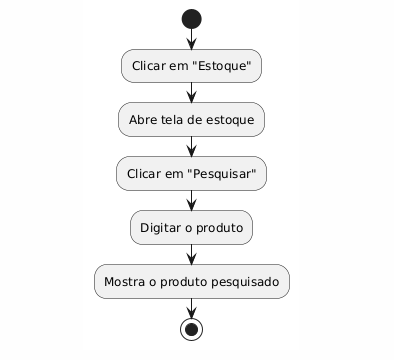 Clicar em "Estoque"
Abre tela de estoque
Clicar em "Pesquisar"
Digitar o produto
Mostra o produto pesquisado